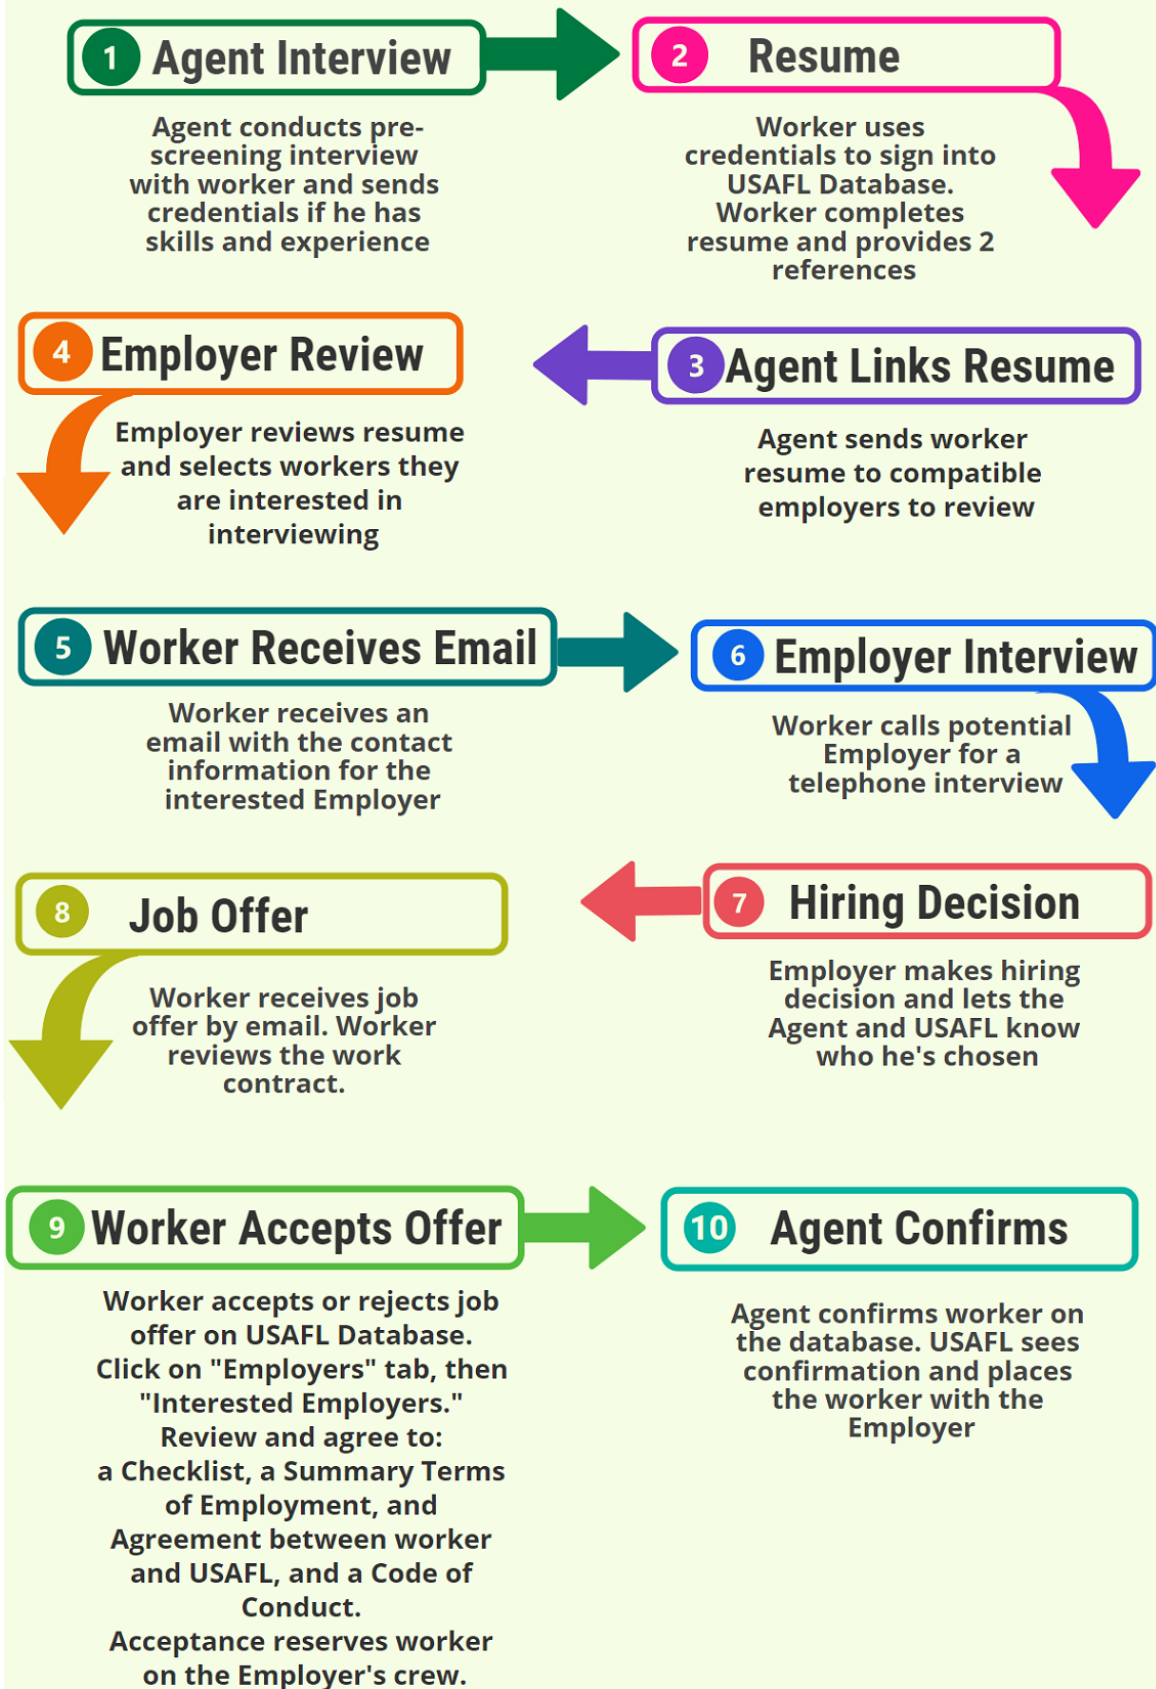 1 Agent Interview
Agent conducts pre-
screening interview
with worker and sends
credentials if he has
skills and experience
2 Resume
Worker uses
credentials to sign into
USAFL Database.
Worker completes
resume and provides 2
references
3 Agent Links Resume
Agent sends worker
resume to compatible
employers to review
4 Employer Review
Employer reviews resume
and selects workers they
are interested in
interviewing
5 Worker Receives Email
Worker receives an
email with the contact
information for the
interested Employer
6 Employer Interview
Worker calls potential
Employer for a
telephone interview
7 Hiring Decision
Employer makes hiring
decision and lets the
Agent and USAFL know
who he's chosen
8 Job Offer
Worker receives job
offer by email. Worker
reviews the work
contract.
9 Worker Accepts Offer
Worker accepts or rejects job
offer on USAFL Database.
Click on "Employers" tab, then
"Interested Employers."
Review and agree to:
a Checklist, a Summary Terms
of Employment, and
Agreement between worker
and USAFL, and a Code of
Conduct.
Acceptance reserves worker
on the Employer's crew.
10 Agent Confirms
Agent confirms worker on
the database. USAFL sees
confirmation and places
the worker with the
Employer